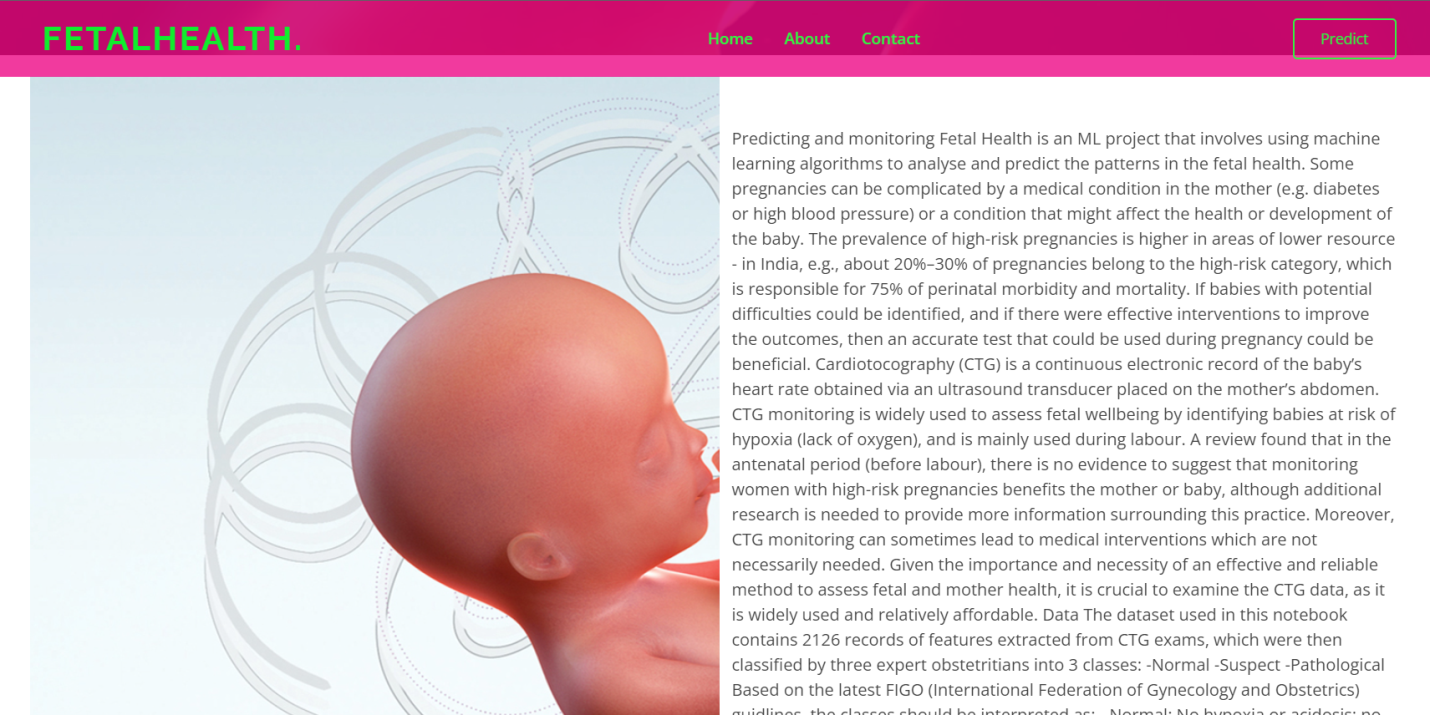 FETALHEALTH.
Home About Contact
Predict
Predicting and monitoring Fetal Health is an ML project that involves using machine
learning algorithms to analyse and predict the patterns in the fetal health. Some
pregnancies can be complicated by a medical condition in the mother (e.g. diabetes
or high blood pressure) or a condition that might affect the health or development of
the baby. The prevalence of high-risk pregnancies is higher in areas of lower resource
- in India, e.g., about 20%–30% of pregnancies belong to the high-risk category, which
is responsible for 75% of perinatal morbidity and mortality. If babies with potential
difficulties could be identified, and if there were effective interventions to improve
the outcomes, then an accurate test that could be used during pregnancy could be
beneficial. Cardiotocography (CTG) is a continuous electronic record of the baby’s
heart rate obtained via an ultrasound transducer placed on the mother’s abdomen.
CTG monitoring is widely used to assess fetal wellbeing by identifying babies at risk of
hypoxia (lack of oxygen), and is mainly used during labour. A review found that in the
antenatal period (before labour), there is no evidence to suggest that monitoring
women with high-risk pregnancies benefits the mother or baby, although additional
research is needed to provide more information surrounding this practice. Moreover,
CTG monitoring can sometimes lead to medical interventions which are not
necessarily needed. Given the importance and necessity of an effective and reliable
method to assess fetal and mother health, it is crucial to examine the CTG data, as it
is widely used and relatively affordable. Data The dataset used in this notebook
contains 2126 records of features extracted from CTG exams, which were then
classified by three expert obstetritians into 3 classes: -Normal -Suspect -Pathological
Based on the latest FIGO (International Federation of Gynecology and Obstetrics)
guidlines, the classes should be interpreted as: - Normal: No hypoxia or acidosis; no